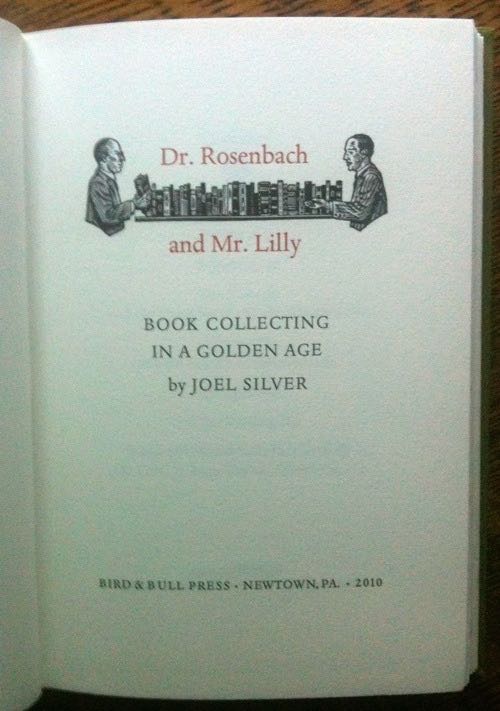 Dr. Rosenbach
and Mr. Lilly
BOOK COLLECTING
IN A GOLDEN AGE
by JOEL SILVER
BIRD & BULL PRESS • NEWTOWN, PA. • 2010